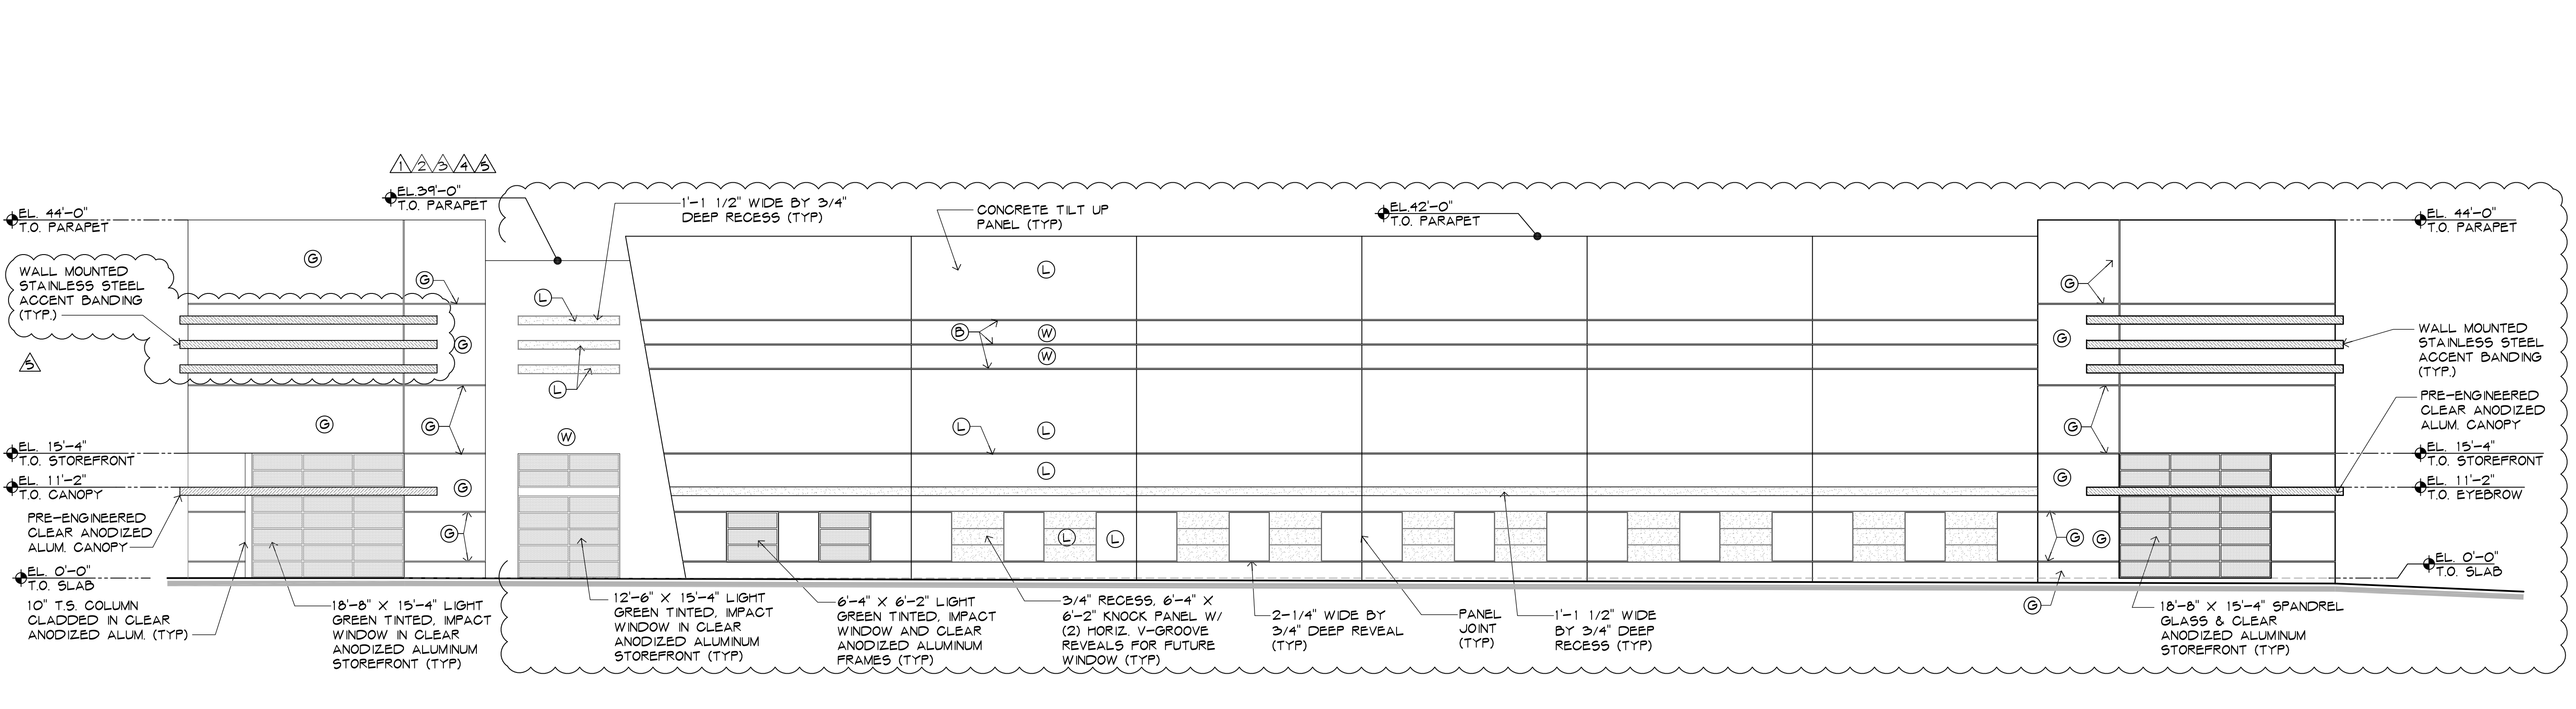 1 2 3 4 5
EL.39'-0"
T.O. PARAPET
EL. 44'-0"
T.O. PARAPET
1'-1 1/2" WIDE BY 3/4"
DEEP RECESS (TYP)
CONCRETE TILT UP
PANEL (TYP)
EL.42'-0"
T.O. PARAPET
EL. 44'-0"
T.O. PARAPET
WALL MOUNTED
STAINLESS STEEL
ACCENT BANDING
(TYP.)
5
G
G
G
G
G
G
G
L
L
W
L
B
W
W
L
L
L
L
L
G
G
G
G
G
G
G
WALL MOUNTED
STAINLESS STEEL
ACCENT BANDING
(TYP.)
PRE-ENGINEERED
CLEAR ANODIZED
ALUM. CANOPY
EL. 15'-4"
T.O. STOREFRONT
EL. 11'-2"
T.O. CANOPY
PRE-ENGINEERED
CLEAR ANODIZED
ALUM. CANOPY
EL. 0'-0"
T.O. SLAB
EL. 15'-4"
T.O. STOREFRONT
EL. 11'-2"
T.O. EYEBROW
EL. 0'-0"
T.O. SLAB
10" T.S. COLUMN
CLADDED IN CLEAR
ANODIZED ALUM. (TYP)
18'-8" X 15'-4" LIGHT
GREEN TINTED, IMPACT
WINDOW IN CLEAR
ANODIZED ALUMINUM
STOREFRONT (TYP)
12'-6" X 15'-4" LIGHT
GREEN TINTED, IMPACT
WINDOW IN CLEAR
ANODIZED ALUMINUM
STOREFRONT (TYP)
6'-4" X 6'-2" LIGHT
GREEN TINTED, IMPACT
WINDOW AND CLEAR
ANODIZED ALUMINUM
FRAMES (TYP)
3/4" RECESS, 6'-4" X
6'-2" KNOCK PANEL W/
(2) HORIZ. V-GROOVE
REVEALS FOR FUTURE
WINDOW (TYP)
2-1/4" WIDE BY
3/4" DEEP REVEAL
(TYP)
PANEL
JOINT
(TYP)
1'-1 1/2" WIDE
BY 3/4" DEEP
RECESS (TYP)
18'-8" X 15'-4" SPANDREL
GLASS & CLEAR
ANODIZED ALUMINUM
STOREFRONT (TYP)